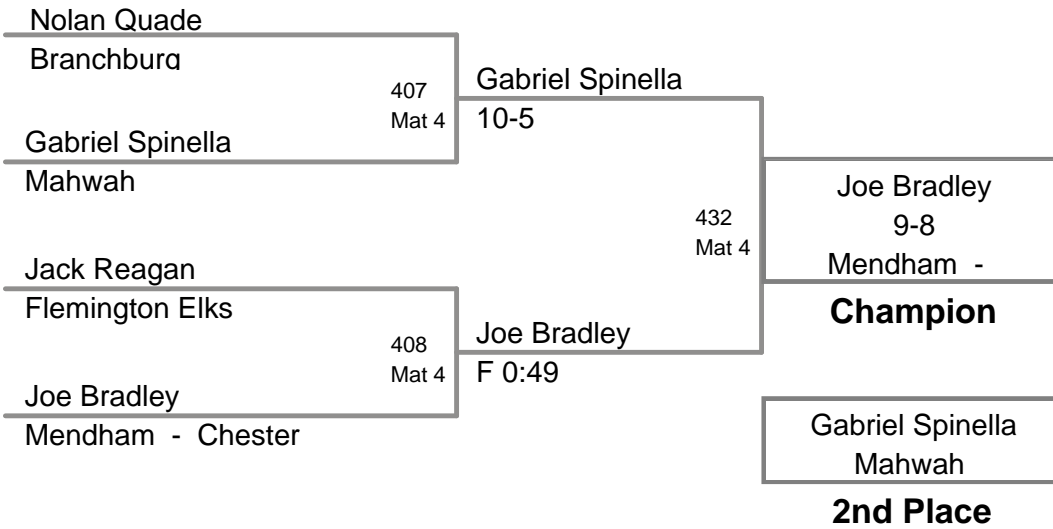 Nolan Quade
Branchburg
407
Mat 4
Gabriel Spinella
10-5
Gabriel Spinella
Mahwah
432
Mat 4
Joe Bradley
9-8
Mendham - 
Champion
Jack Reagan
Flemington Elks
408
Mat 4
Joe Bradley
F 0:49
Joe Bradley
Mendham - Chester
Gabriel Spinella
Mahwah
2nd Place